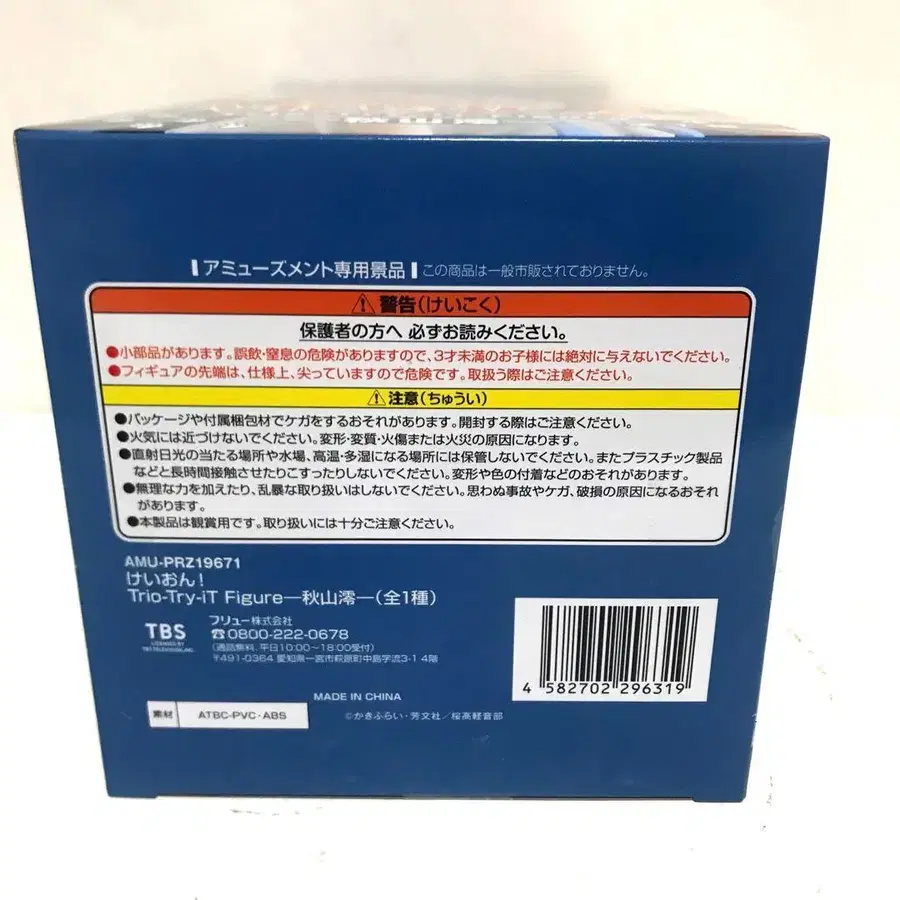 アミューズメント専用景品 この商品は一般市販されておりません。
⚠警告(けいこく)
保護者の方へ 必ずお読みください。
●小部品があります。誤飲・窒息の危険がありますので、3才未満のお子様には絶対に与えないでください。
●フィギュアの先端は、仕様上、尖っていますので危険です。取扱う際はご注意ください。
⚠注意(ちゅうい)
●パッケージや付属梱包材でケガをするおそれがあります。開封する際はご注意ください。
●火気には近づけないでください。変形・変質・火傷または火災の原因になります。
●直射日光の当たる場所や水場、高温・多湿になる場所には保管しないでください。またプラスチック製品
などと長時間接触させたりこすったりしないでください。変形や色の付着などのおそれがあります。
●無理な力を加えたり、乱暴な取り扱いはしないでください。思わぬ事故やケガ、破損の原因になるおそれ
があります。
●本製品は観賞用です。取り扱いには十分ご注意ください。
AMU-PRZ19671
けいおん!
Trio-Try-iT Figure―秋山澪―(全1種)
TBS
LICENSED BY
TBS TELEVISION, INC.
フリュー株式会社
☎0800-222-0678
(通話無料、平日10:00〜18:00受付)
〒491-0364 愛知県一宮市萩原町中島字流3-1 4階
MADE IN CHINA
素材 ATBC-PVC・ABS
©かきふらい・芳文社/桜高軽音部
4 582702 296319